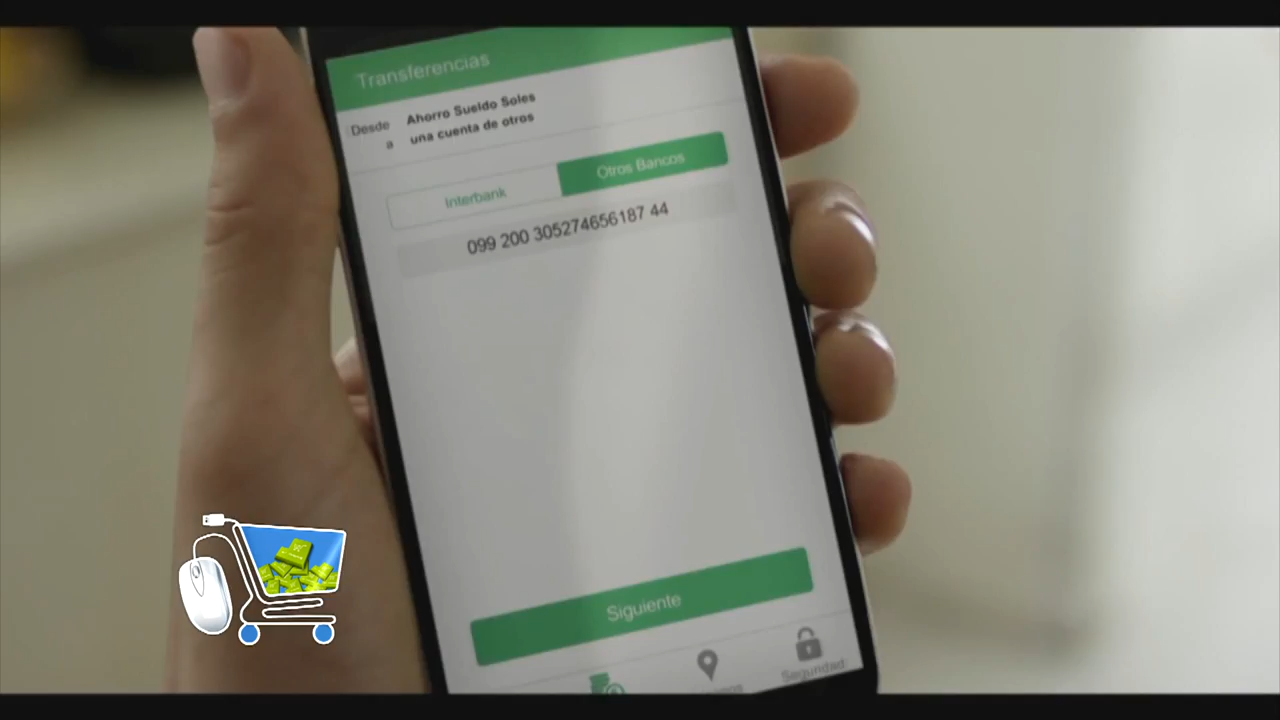 Transferencias
Desde Ahorro Sueldo Soles
a una cuenta de otros
Interbank Otros Bancos
099 200 305274656187 44
Siguiente
Seguridad